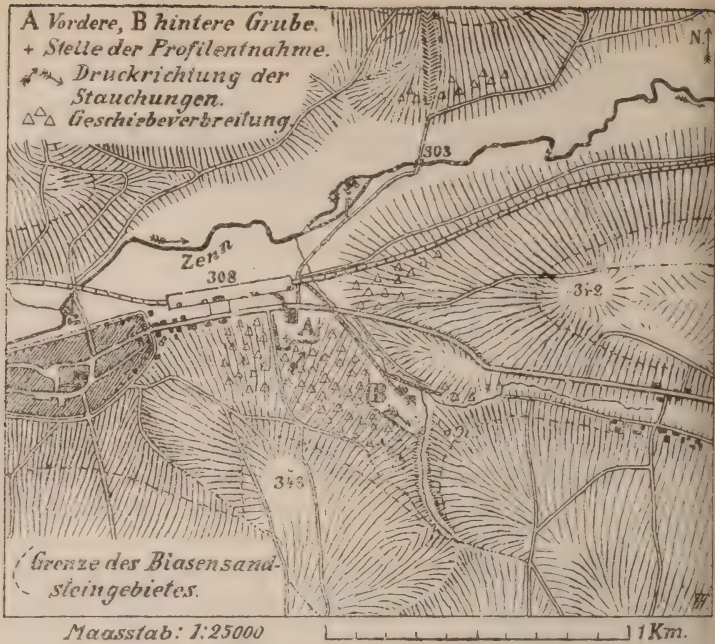 A Vordere, B hintere Grube.
+ Stelle der Profilentnahme.
Druckrichtung der
Stauchungen.
Geschiebeverbreitung.
N
303
Zenn
308
342
A
B
343
Grenze des Blasensand-
steingebietes.
Maasstab: 1:25000 1 Km.